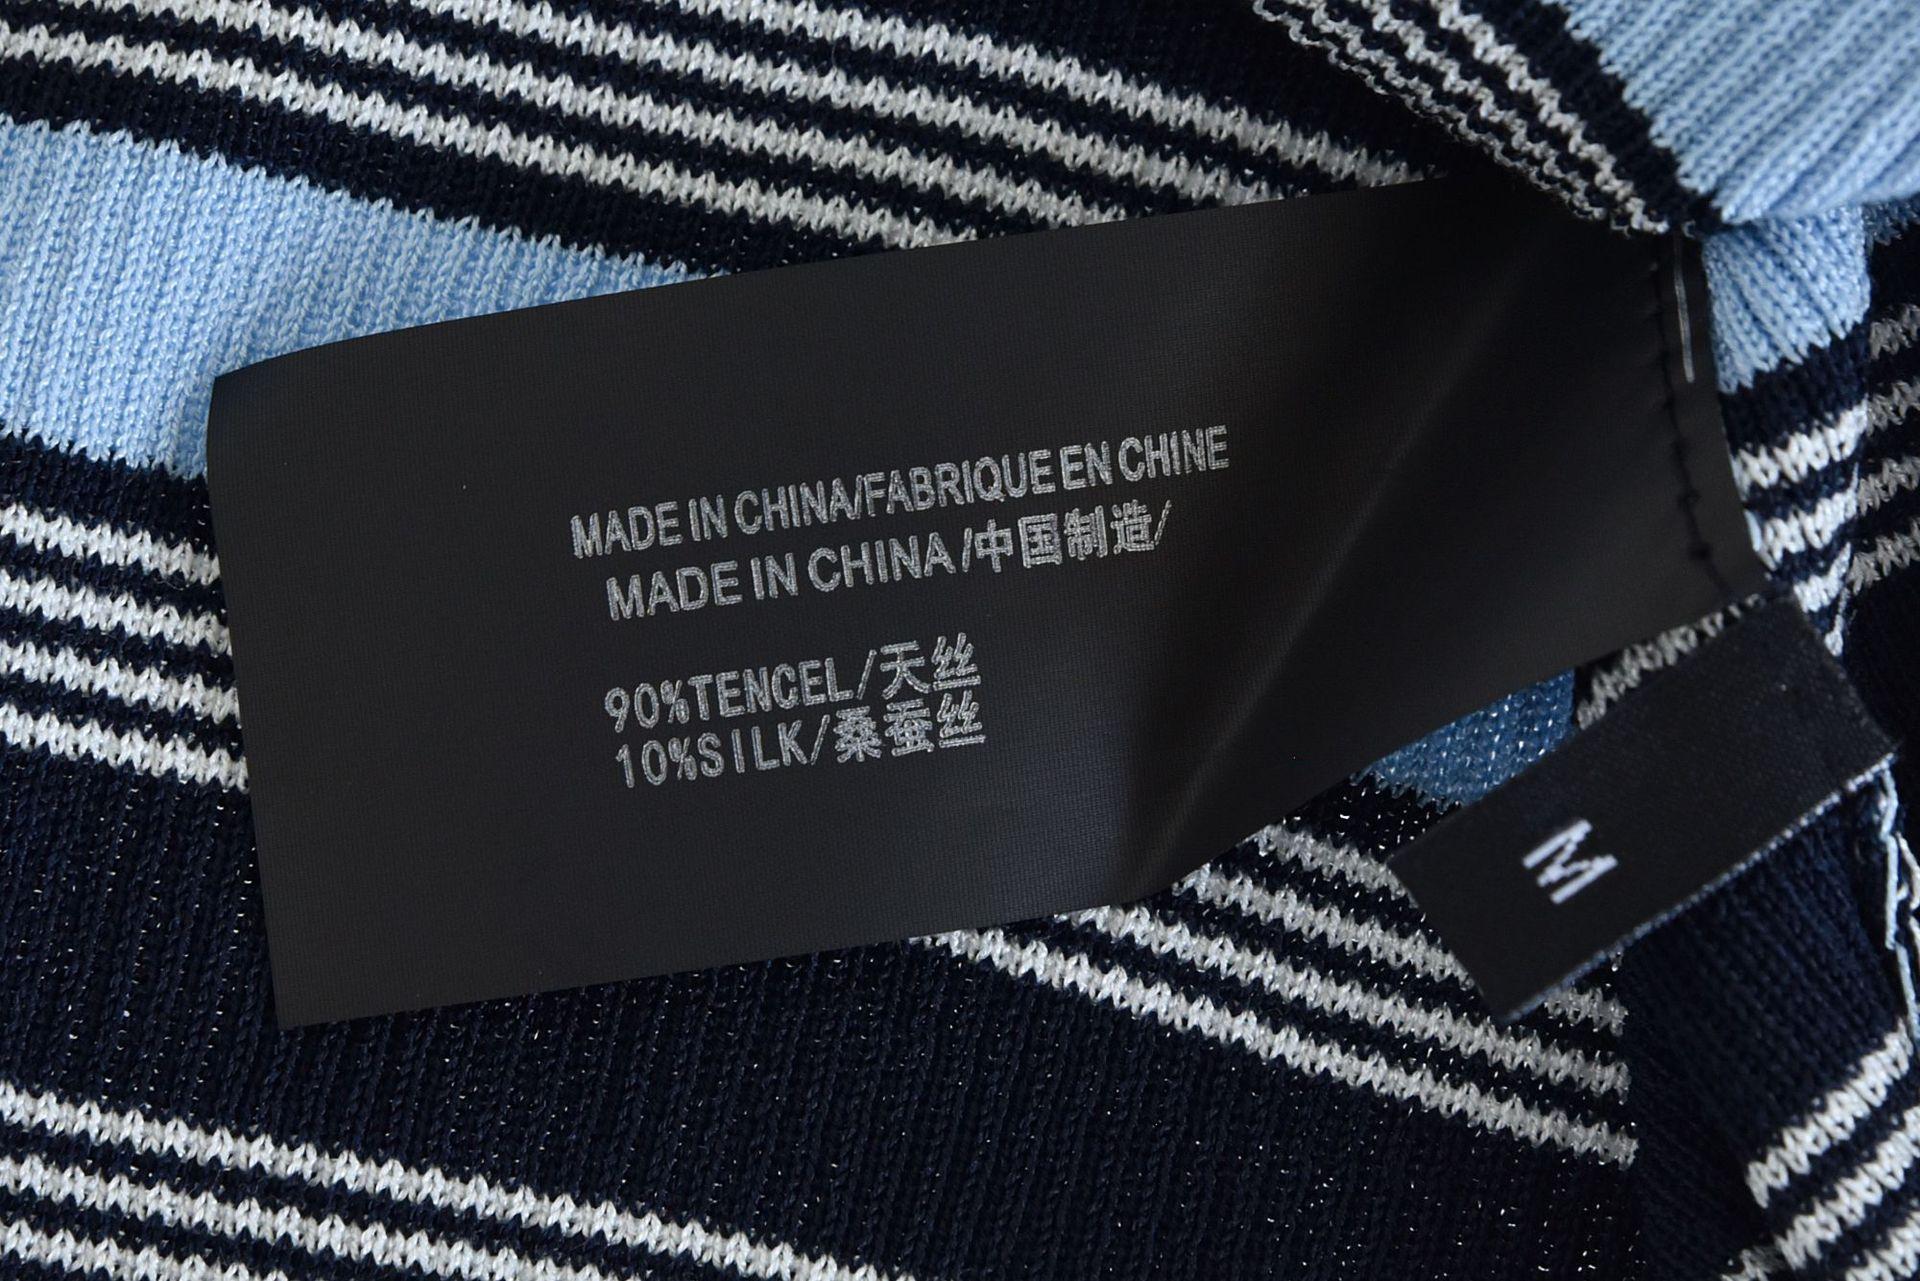 MADE IN CHINA/FABRIQUE EN CHINE
MADE IN CHINA/中国制造/
90%TENCEL/天丝
10%SILK/桑蚕丝
M